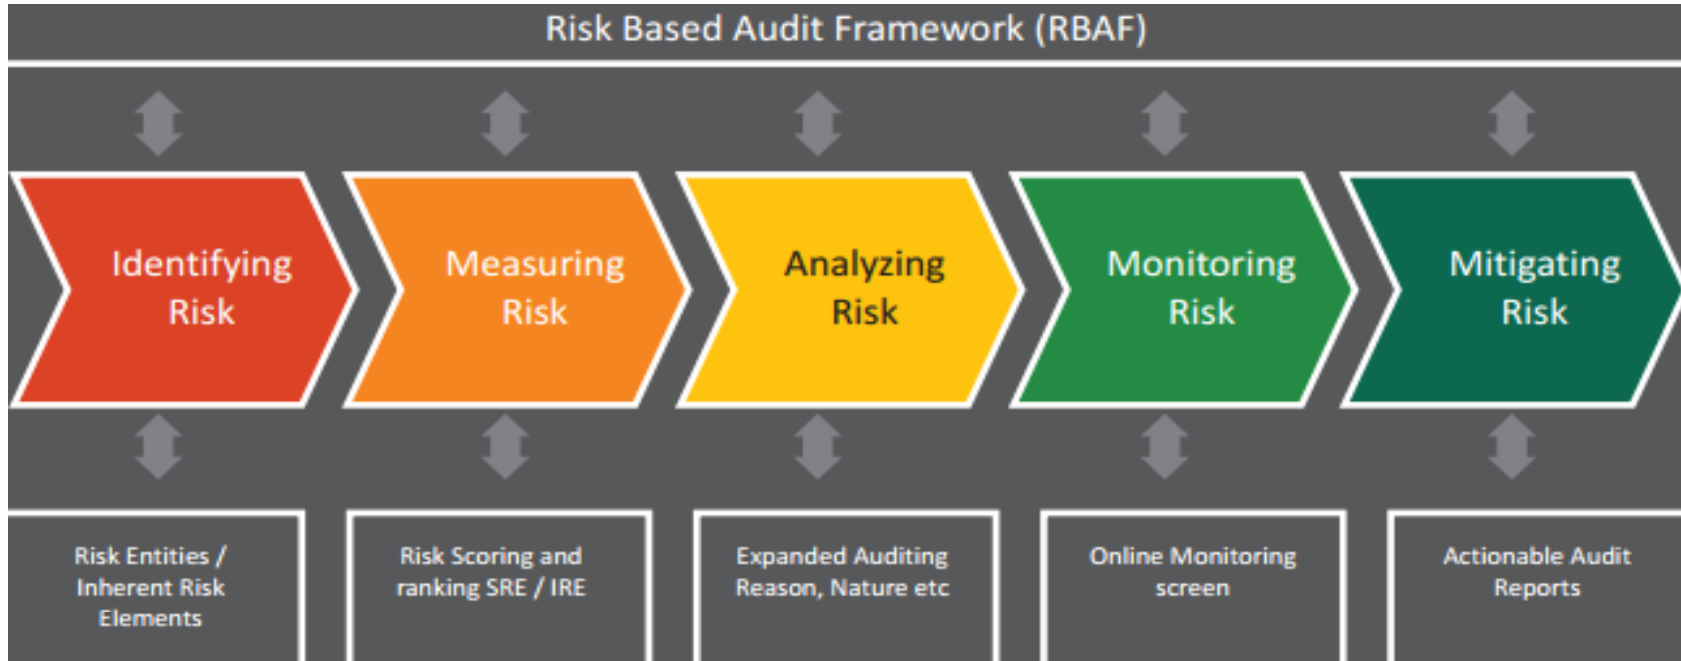 Risk Based Audit Framework (RBAF)
Identifying
Risk
Measuring
Risk
Analyzing
Risk
Monitoring
Risk
Mitigating
Risk
Risk Entities /
Inherent Risk
Elements
Risk Scoring and
ranking SRE / IRE
Expanded Auditing
Reason, Nature etc
Online Monitoring
screen
Actionable Audit
Reports